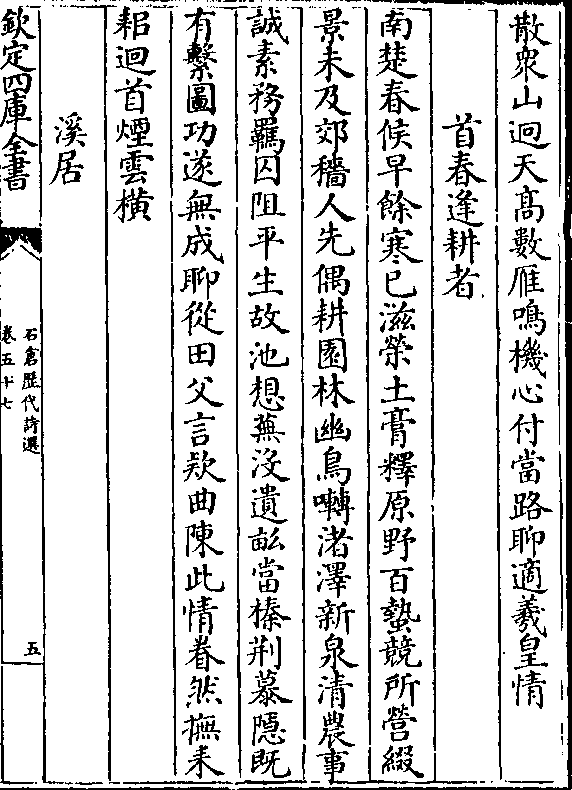 散衆山迥天髙數雁鳴機心付當路聊適羲皇情
首春逢耕者
南楚春候早餘寒已滋榮土膏釋原野百蟄競所營綴
景未及郊穡人先偶耕園林幽鳥囀渚澤新泉清農事
誠素務羈囚阻平生故池想蕪没遺畝當榛荆慕隱既
有繫圖功遂無成聊從田父言欵曲陳此情眷然撫耒
耜迴首煙雲橫
溪居
欽定四庫全書
石倉歷代詩選
卷五十七
五